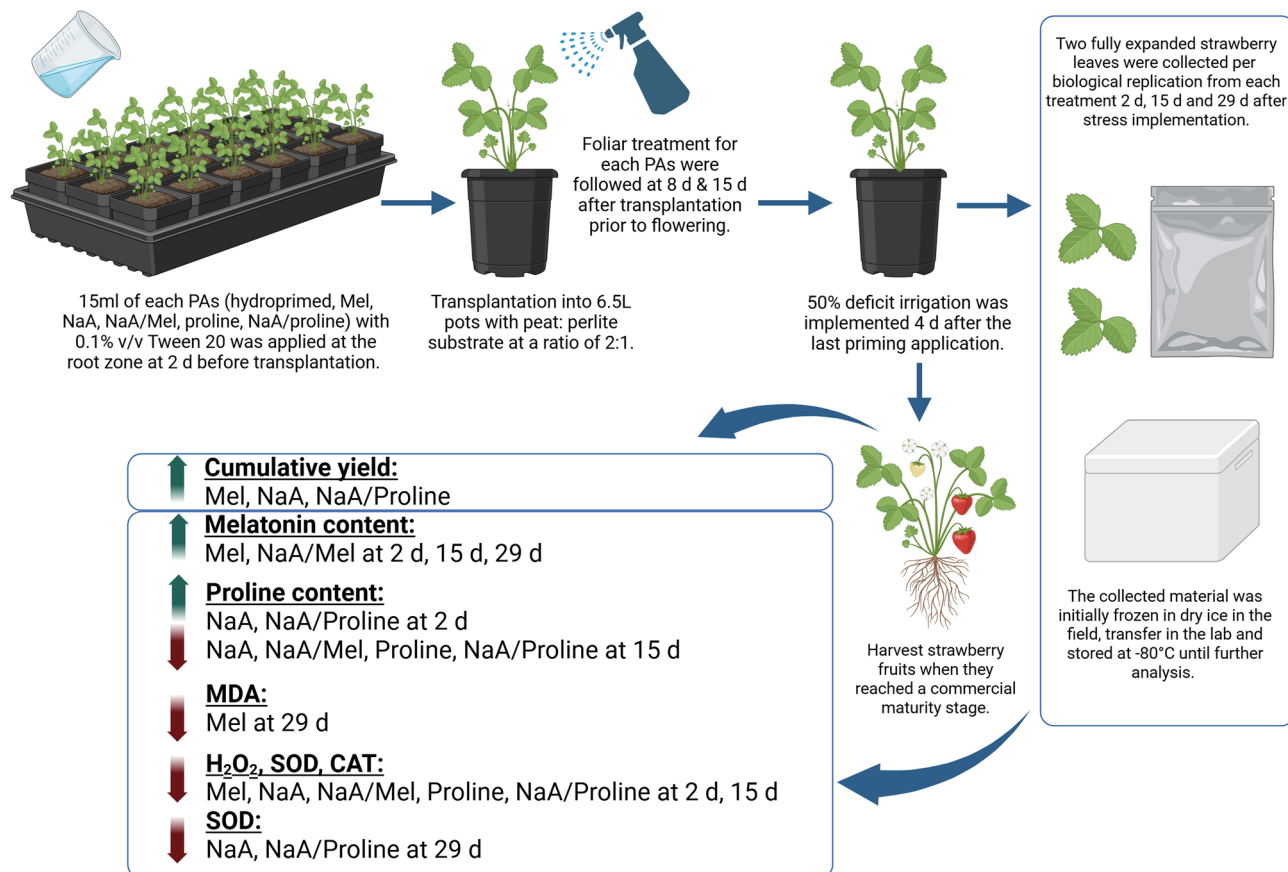 15ml of each PAs (hydroprimed, Mel,
NaA, NaA/Mel, proline, NaA/proline) with
0.1% v/v Tween 20 was applied at the
root zone at 2 d before transplantation.
Transplantation into 6.5L
pots with peat: perlite
substrate at a ratio of 2:1.
Foliar treatment for
each PAs were
followed at 8 d & 15 d
after transplantation
prior to flowering.
50% deficit irrigation was
implemented 4 d after the
last priming application.
Two fully expanded strawberry
leaves were collected per
biological replication from each
treatment 2 d, 15 d and 29 d after
stress implementation.
The collected material was
initially frozen in dry ice in the
field, transfer in the lab and
stored at -80°C until further
analysis.
Harvest strawberry
fruits when they
reached a commercial
maturity stage.
Cumulative yield:
Mel, NaA, NaA/Proline
Melatonin content:
Mel, NaA/Mel at 2 d, 15 d, 29 d
Proline content:
NaA, NaA/Proline at 2 d
NaA, NaA/Mel, Proline, NaA/Proline at 15 d
MDA:
Mel at 29 d
H₂O₂, SOD, CAT:
Mel, NaA, NaA/Mel, Proline, NaA/Proline at 2 d, 15 d
SOD:
NaA, NaA/Proline at 29 d